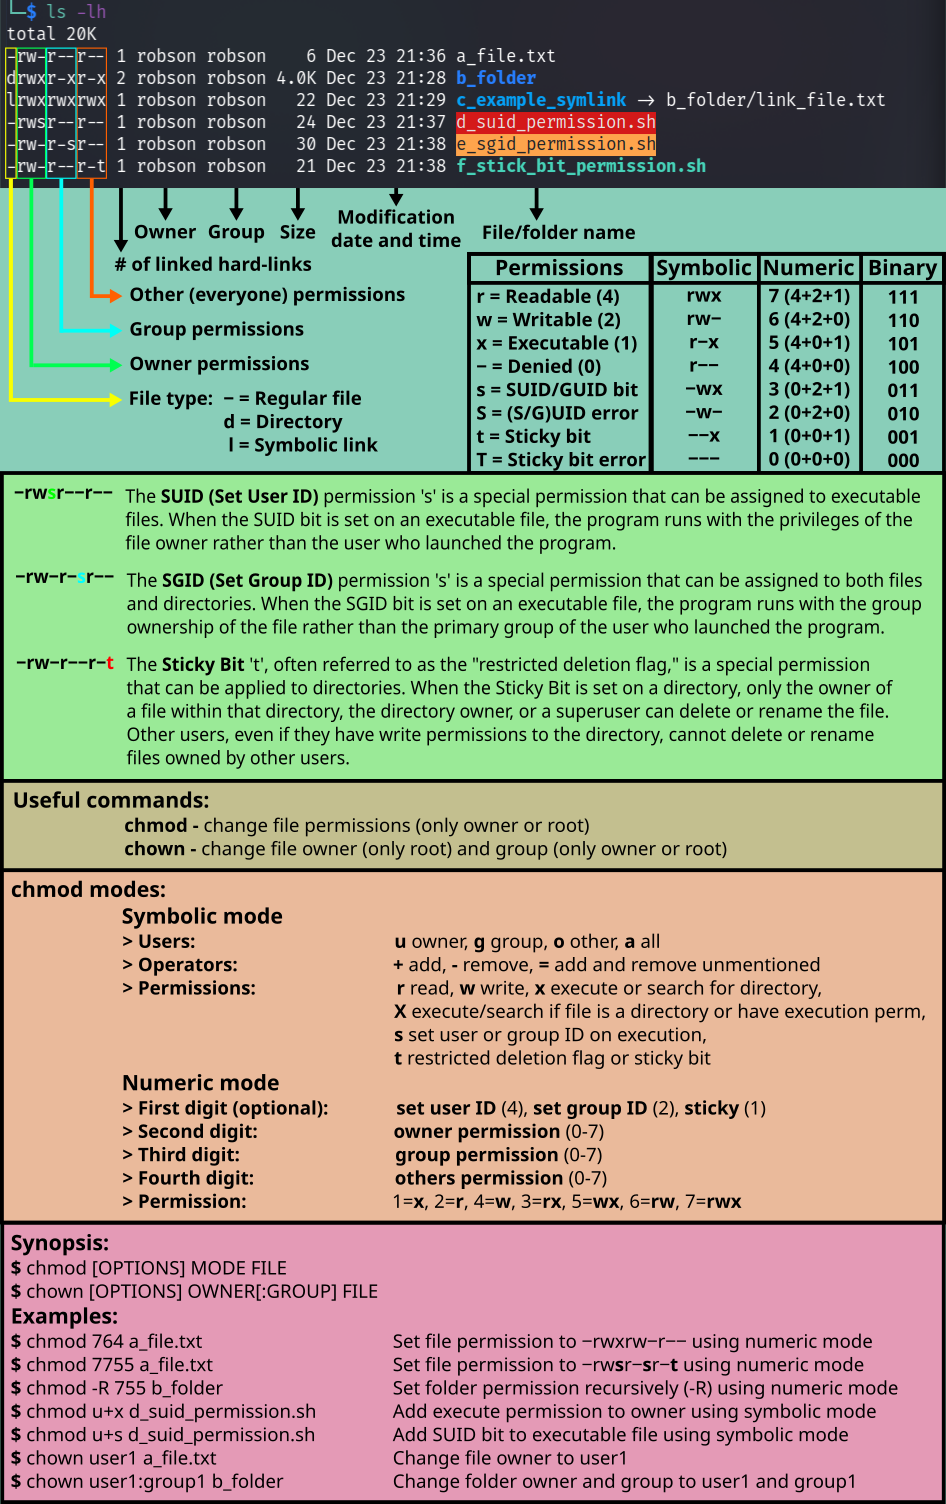 └─$ ls -lh
total 20K
-rw-r--r-- 1 robson robson 6 Dec 23 21:36 a_file.txt
drwxr-xr-x 2 robson robson 4.0K Dec 23 21:28 b_folder
lrwxrwxrwx 1 robson robson 22 Dec 23 21:29 c_example_symlink → b_folder/link_file.txt
-rwsr--r-- 1 robson robson 24 Dec 23 21:37 d_suid_permission.sh
-rw-r-sr-- 1 robson robson 30 Dec 23 21:38 e_sgid_permission.sh
-rw-r--r-t 1 robson robson 21 Dec 23 21:38 f_stick_bit_permission.sh
Owner Group Size Modification date and time File/folder name
# of linked hard-links
Other (everyone) permissions
Group permissions
Owner permissions
File type: − = Regular file
d = Directory
l = Symbolic link
Permissions Symbolic Numeric Binary
r = Readable (4) rwx 7 (4+2+1) 111
w = Writable (2) rw− 6 (4+2+0) 110
x = Executable (1) r−x 5 (4+0+1) 101
− = Denied (0) r−− 4 (4+0+0) 100
s = SUID/GUID bit −wx 3 (0+2+1) 011
S = (S/G)UID error −w− 2 (0+2+0) 010
t = Sticky bit −−x 1 (0+0+1) 001
T = Sticky bit error −−− 0 (0+0+0) 000
−rwsr−−r−− The SUID (Set User ID) permission 's' is a special permission that can be assigned to executable
files. When the SUID bit is set on an executable file, the program runs with the privileges of the
file owner rather than the user who launched the program.
−rw−r−sr−− The SGID (Set Group ID) permission 's' is a special permission that can be assigned to both files
and directories. When the SGID bit is set on an executable file, the program runs with the group
ownership of the file rather than the primary group of the user who launched the program.
−rw−r−−r−t The Sticky Bit 't', often referred to as the "restricted deletion flag," is a special permission
that can be applied to directories. When the Sticky Bit is set on a directory, only the owner of
a file within that directory, the directory owner, or a superuser can delete or rename the file.
Other users, even if they have write permissions to the directory, cannot delete or rename
files owned by other users.
Useful commands:
chmod - change file permissions (only owner or root)
chown - change file owner (only root) and group (only owner or root)
chmod modes:
Symbolic mode
> Users: u owner, g group, o other, a all
> Operators: + add, - remove, = add and remove unmentioned
> Permissions: r read, w write, x execute or search for directory,
X execute/search if file is a directory or have execution perm,
s set user or group ID on execution,
t restricted deletion flag or sticky bit
Numeric mode
> First digit (optional): set user ID (4), set group ID (2), sticky (1)
> Second digit: owner permission (0-7)
> Third digit: group permission (0-7)
> Fourth digit: others permission (0-7)
> Permission: 1=x, 2=r, 4=w, 3=rx, 5=wx, 6=rw, 7=rwx
Synopsis:
$ chmod [OPTIONS] MODE FILE
$ chown [OPTIONS] OWNER[:GROUP] FILE
Examples:
$ chmod 764 a_file.txt Set file permission to −rwxrw−r−− using numeric mode
$ chmod 7755 a_file.txt Set file permission to −rwsr−sr−t using numeric mode
$ chmod -R 755 b_folder Set folder permission recursively (-R) using numeric mode
$ chmod u+x d_suid_permission.sh Add execute permission to owner using symbolic mode
$ chmod u+s d_suid_permission.sh Add SUID bit to executable file using symbolic mode
$ chown user1 a_file.txt Change file owner to user1
$ chown user1:group1 b_folder Change folder owner and group to user1 and group1